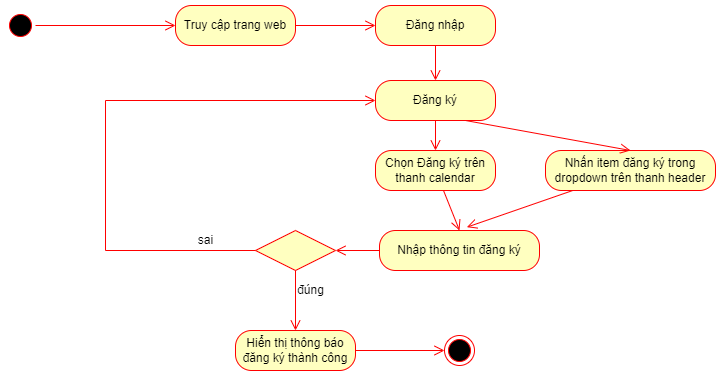 Truy cập trang web
Đăng nhập
Đăng ký
Chọn Đăng ký trên
thanh calendar
Nhấn item đăng ký trong
dropdown trên thanh header
Nhập thông tin đăng ký
sai
đúng
Hiển thị thông báo
đăng ký thành công